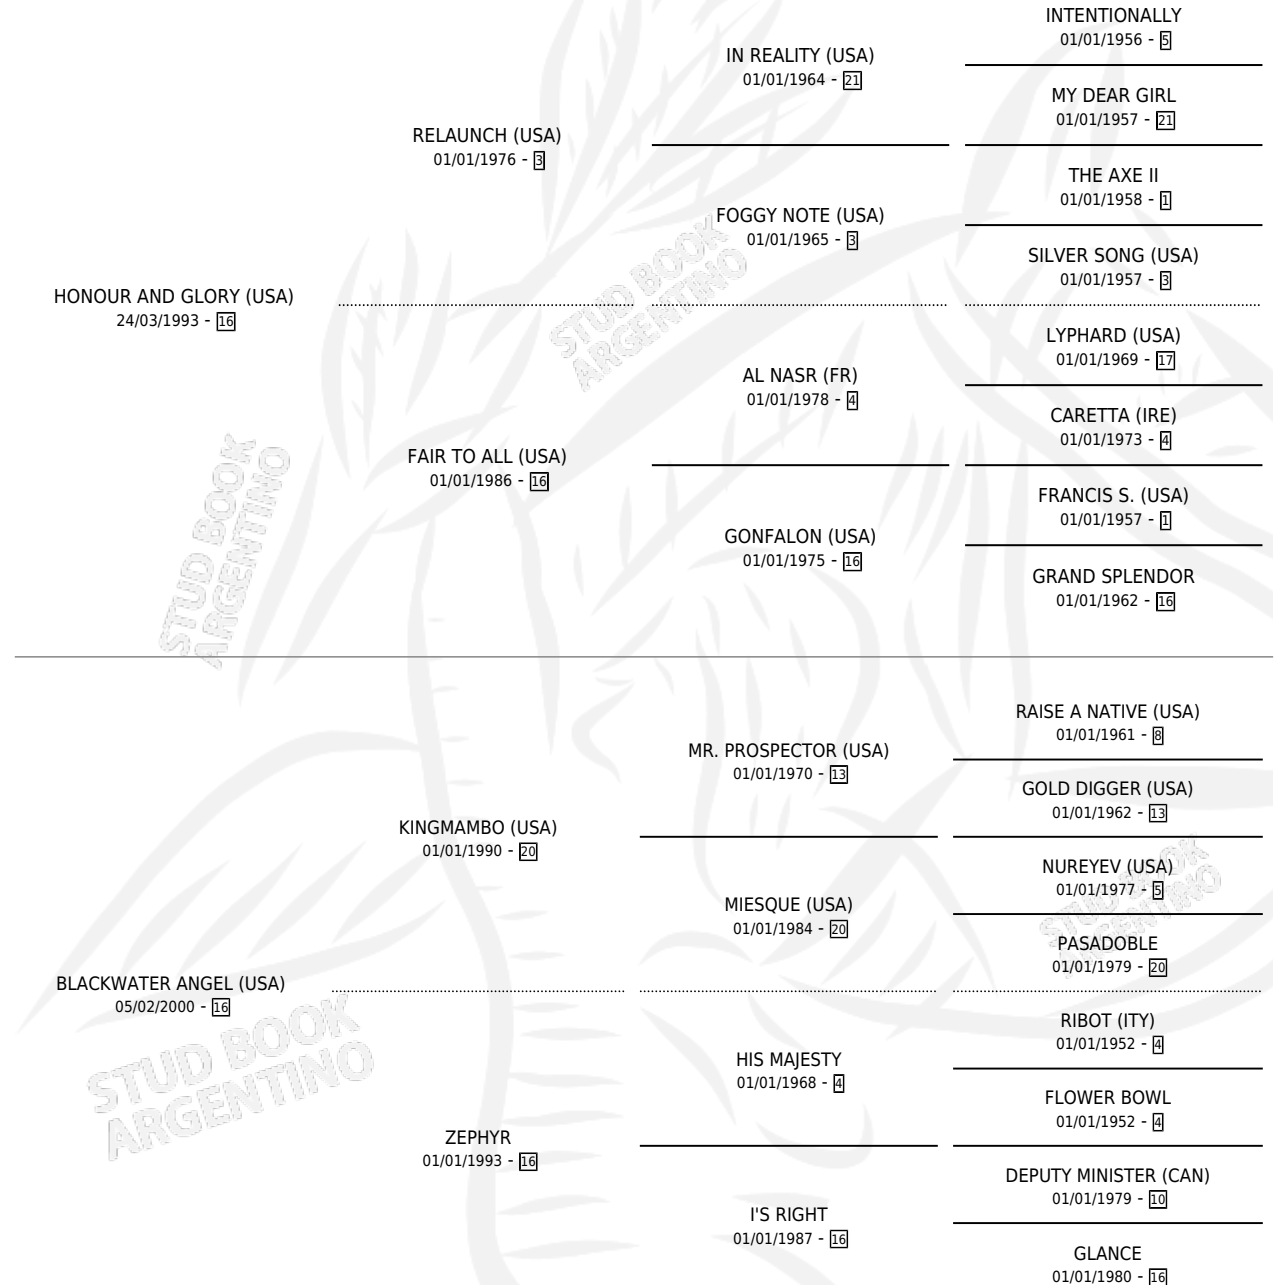 INTENTIONALLY
01/01/1956 - 5
IN REALITY (USA)
01/01/1964 - 21
MY DEAR GIRL
01/01/1957 - 21
RELAUNCH (USA)
01/01/1976 - 3
THE AXE II
01/01/1958 - 1
FOGGY NOTE (USA)
01/01/1965 - 3
SILVER SONG (USA)
01/01/1957 - 3
HONOUR AND GLORY (USA)
24/03/1993 - 16
LYPHARD (USA)
01/01/1969 - 17
AL NASR (FR)
01/01/1978 - 4
CARETTA (IRE)
01/01/1973 - 4
FAIR TO ALL (USA)
01/01/1986 - 16
FRANCIS S. (USA)
01/01/1957 - 1
GONFALON (USA)
01/01/1975 - 16
GRAND SPLENDOR
01/01/1962 - 16
RAISE A NATIVE (USA)
01/01/1961 - 8
MR. PROSPECTOR (USA)
01/01/1970 - 13
GOLD DIGGER (USA)
01/01/1962 - 13
KINGMAMBO (USA)
01/01/1990 - 20
NUREYEV (USA)
01/01/1977 - 5
MIESQUE (USA)
01/01/1984 - 20
PASADOBLE
01/01/1979 - 20
BLACKWATER ANGEL (USA)
05/02/2000 - 16
RIBOT (ITY)
01/01/1952 - 4
HIS MAJESTY
01/01/1968 - 4
FLOWER BOWL
01/01/1952 - 4
ZEPHYR
01/01/1993 - 16
DEPUTY MINISTER (CAN)
01/01/1979 - 10
I'S RIGHT
01/01/1987 - 16
GLANCE
01/01/1980 - 16
STUD BOOK
ARGENTINO
STUD BOOK
ARGENTINO
STUD BOOK
ARGENTINO
STUD BOOK
ARGENTINO